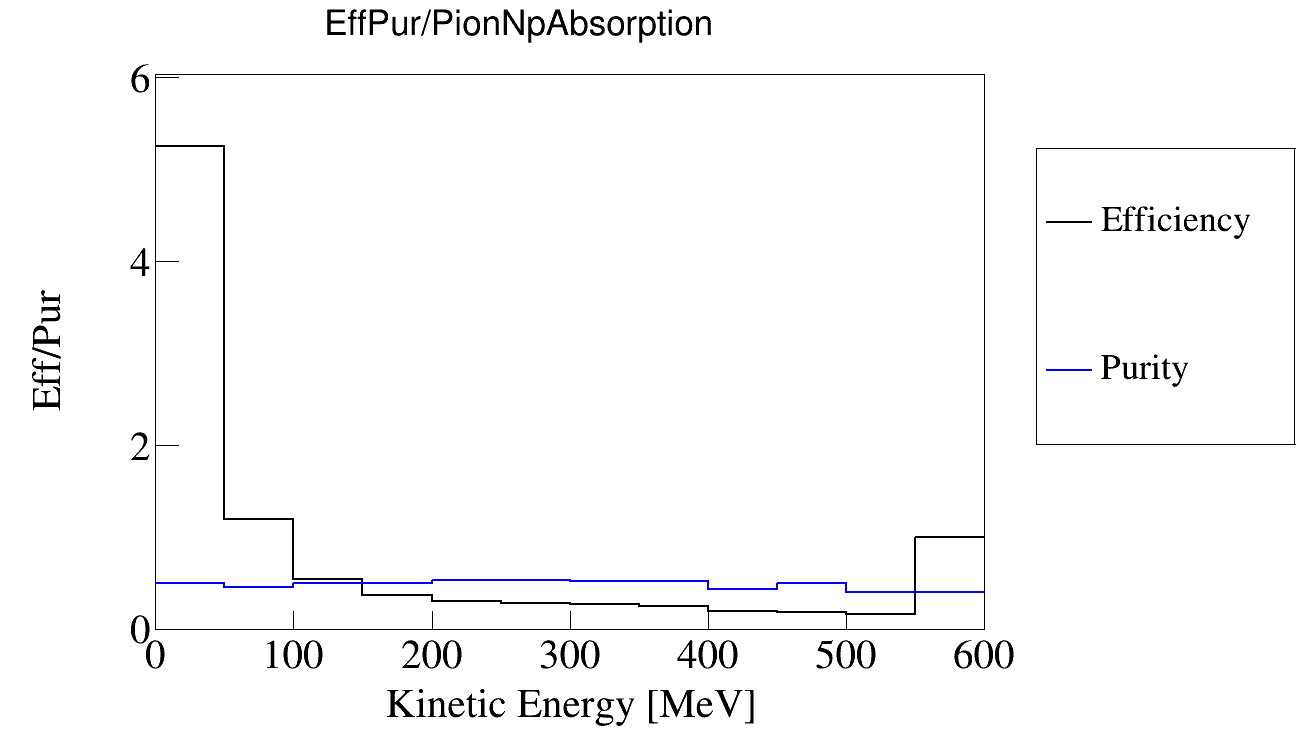 EffPur/PionNpAbsorption
6
4
2
0
Eff/Pur
0 100 200 300 400 500 600
Kinetic Energy [MeV]
Efficiency
Purity